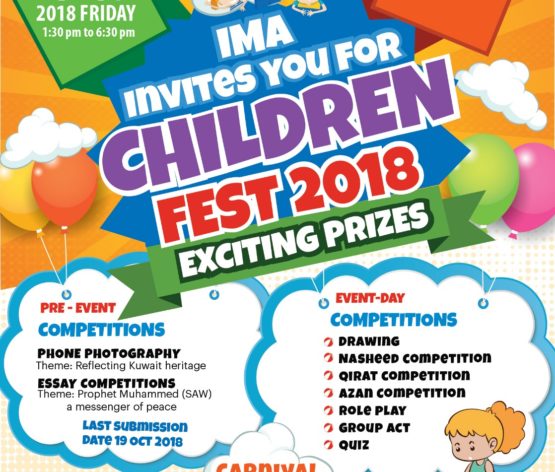 2018 FRIDAY
1:30 pm to 6:30 pm
IMA
INVITES YOU FOR
CHILDREN
FEST 2018
EXCITING PRIZES
PRE - EVENT
COMPETITIONS
PHONE PHOTOGRAPHY
Theme: Reflecting Kuwait heritage
ESSAY COMPETITIONS
Theme: Prophet Muhammed (SAW)
a messenger of peace
LAST SUBMISSION
DATE 19 OCT 2018
EVENT-DAY
COMPETITIONS
DRAWING
NASHEED COMPETITION
QIRAT COMPETITION
AZAN COMPETITION
ROLE PLAY
GROUP ACT
QUIZ
CARNIVAL